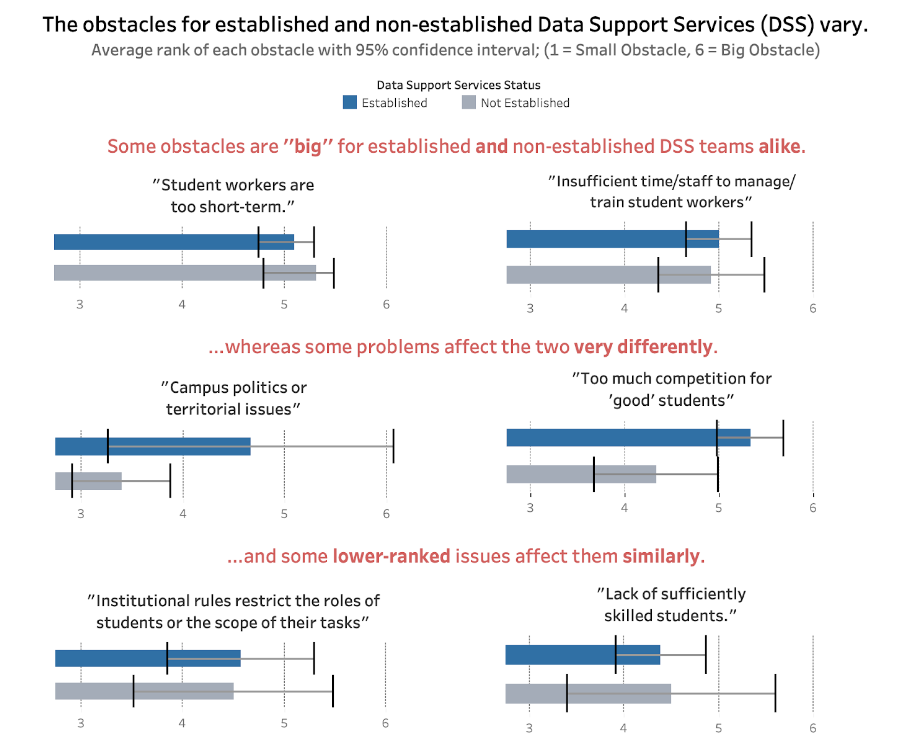 The obstacles for established and non-established Data Support Services (DSS) vary.
Average rank of each obstacle with 95% confidence interval; (1 = Small Obstacle, 6 = Big Obstacle)
Data Support Services Status
Established Not Established
Some obstacles are "big" for established and non-established DSS teams alike.
"Student workers are
too short-term."
3 4 5 6
"Insufficient time/staff to manage/
train student workers"
3 4 5 6
...whereas some problems affect the two very differently.
"Campus politics or
territorial issues"
3 4 5 6
"Too much competition for
'good' students"
3 4 5 6
...and some lower-ranked issues affect them similarly.
"Institutional rules restrict the roles of
students or the scope of their tasks"
3 4 5 6
"Lack of sufficiently
skilled students."
3 4 5 6